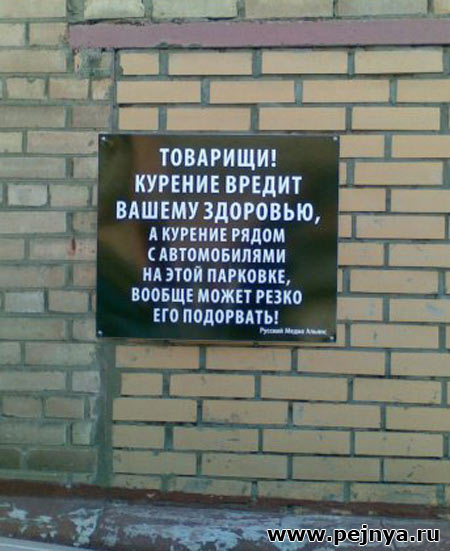 ТОВАРИЩИ!
КУРЕНИЕ ВРЕДИТ
ВАШЕМУ ЗДОРОВЬЮ,
А КУРЕНИЕ РЯДОМ
С АВТОМОБИЛЯМИ
НА ЭТОЙ ПАРКОВКЕ,
ВООБЩЕ МОЖЕТ РЕЗКО
ЕГО ПОДОРВАТЬ!
Русский Медиа Альянс
www.pejnya.ru